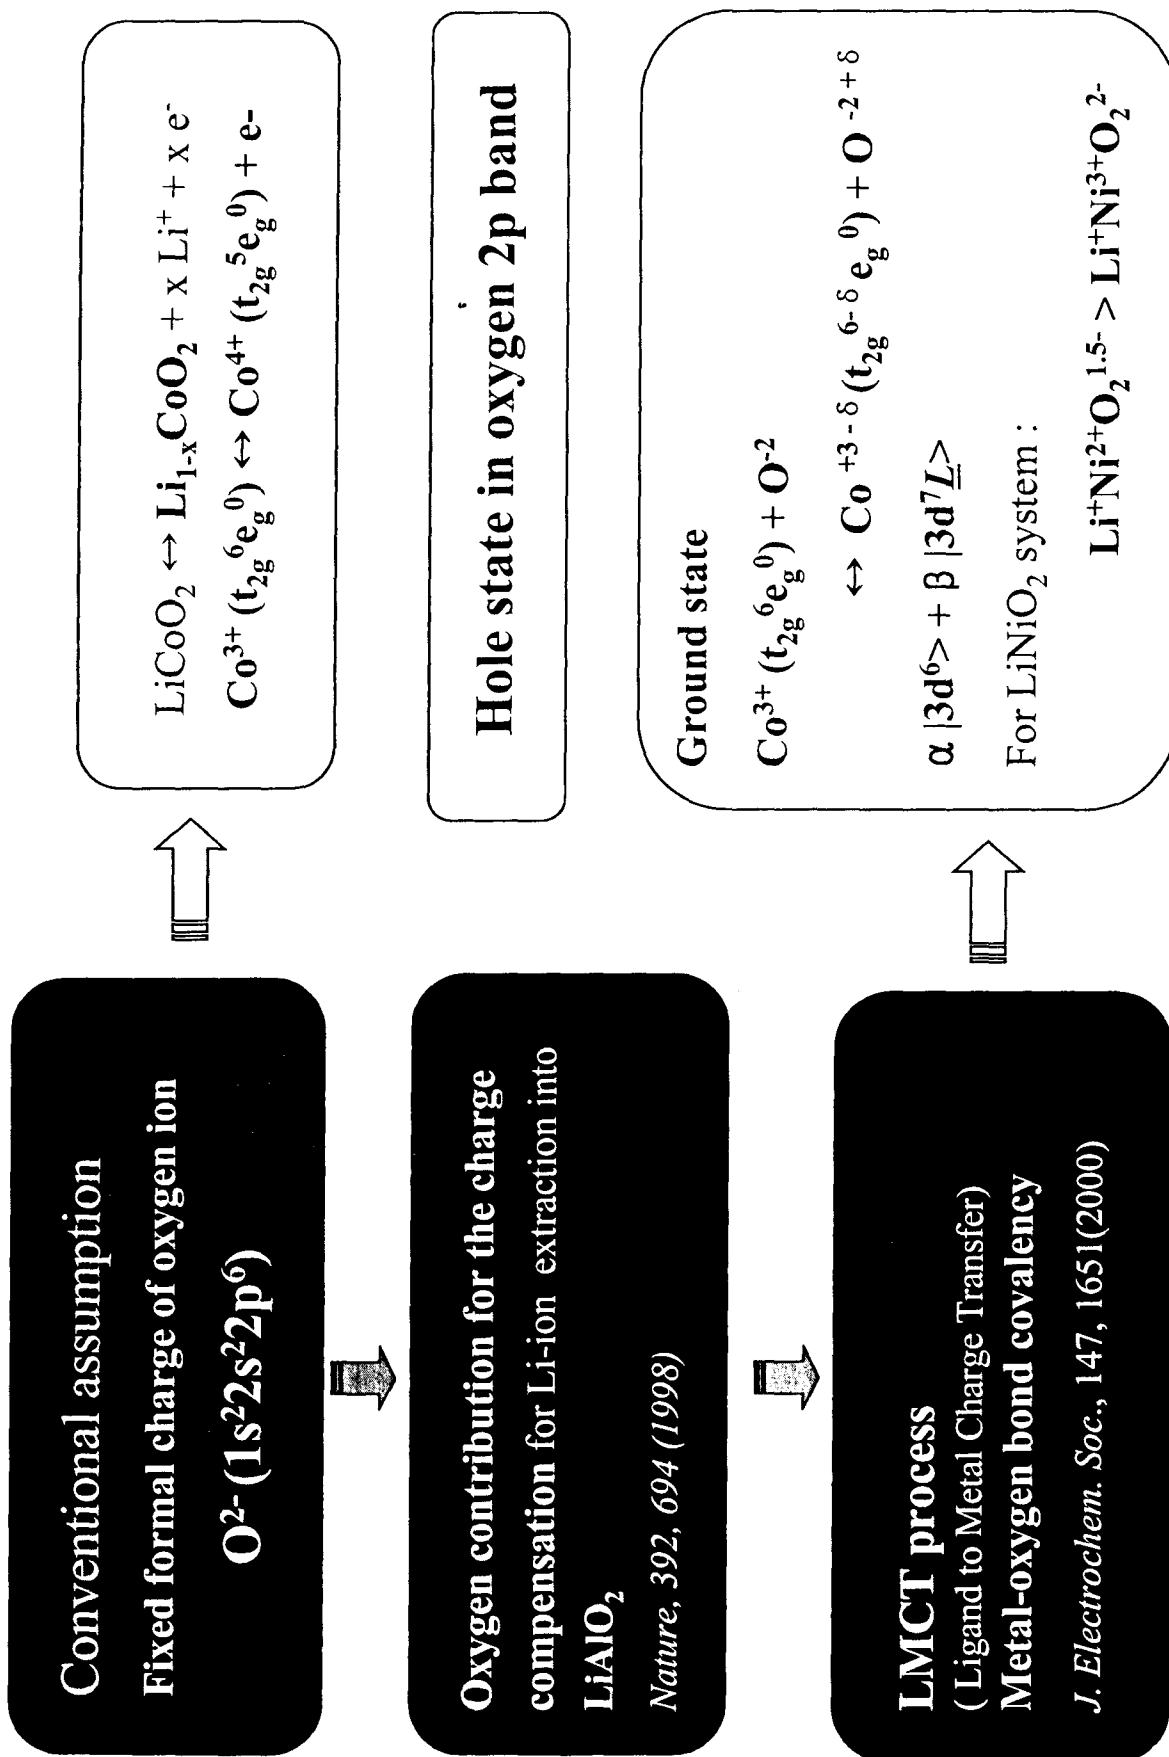 Conventional assumption
Fixed formal charge of oxygen ion
O²⁻ (1s²2s²2p⁶)
LiCoO₂ ↔ Li₁₋ₓCoO₂ + x Li⁺ + x e⁻
Co³⁺ (t₂g⁶eg⁰) ↔ Co⁴⁺ (t₂g⁵eg⁰) + e-
Oxygen contribution for the charge
compensation for Li-ion extraction into
LiAlO₂
Nature, 392, 694 (1998)
Hole state in oxygen 2p band
LMCT process
( Ligand to Metal Charge Transfer)
Metal-oxygen bond covalency
J. Electrochem. Soc., 147, 1651(2000)
Ground state
Co³⁺ (t₂g⁶eg⁰) + O⁻²
↔ Co ⁺³ ⁻ ᵟ (t₂g⁶⁻ ᵟ eg⁰) + O ⁻² ⁺ ᵟ
α |3d⁶> + β |3d⁷L̲>
For LiNiO₂ system :
Li⁺Ni²⁺O₂¹·⁵⁻ > Li⁺Ni³⁺O₂²⁻